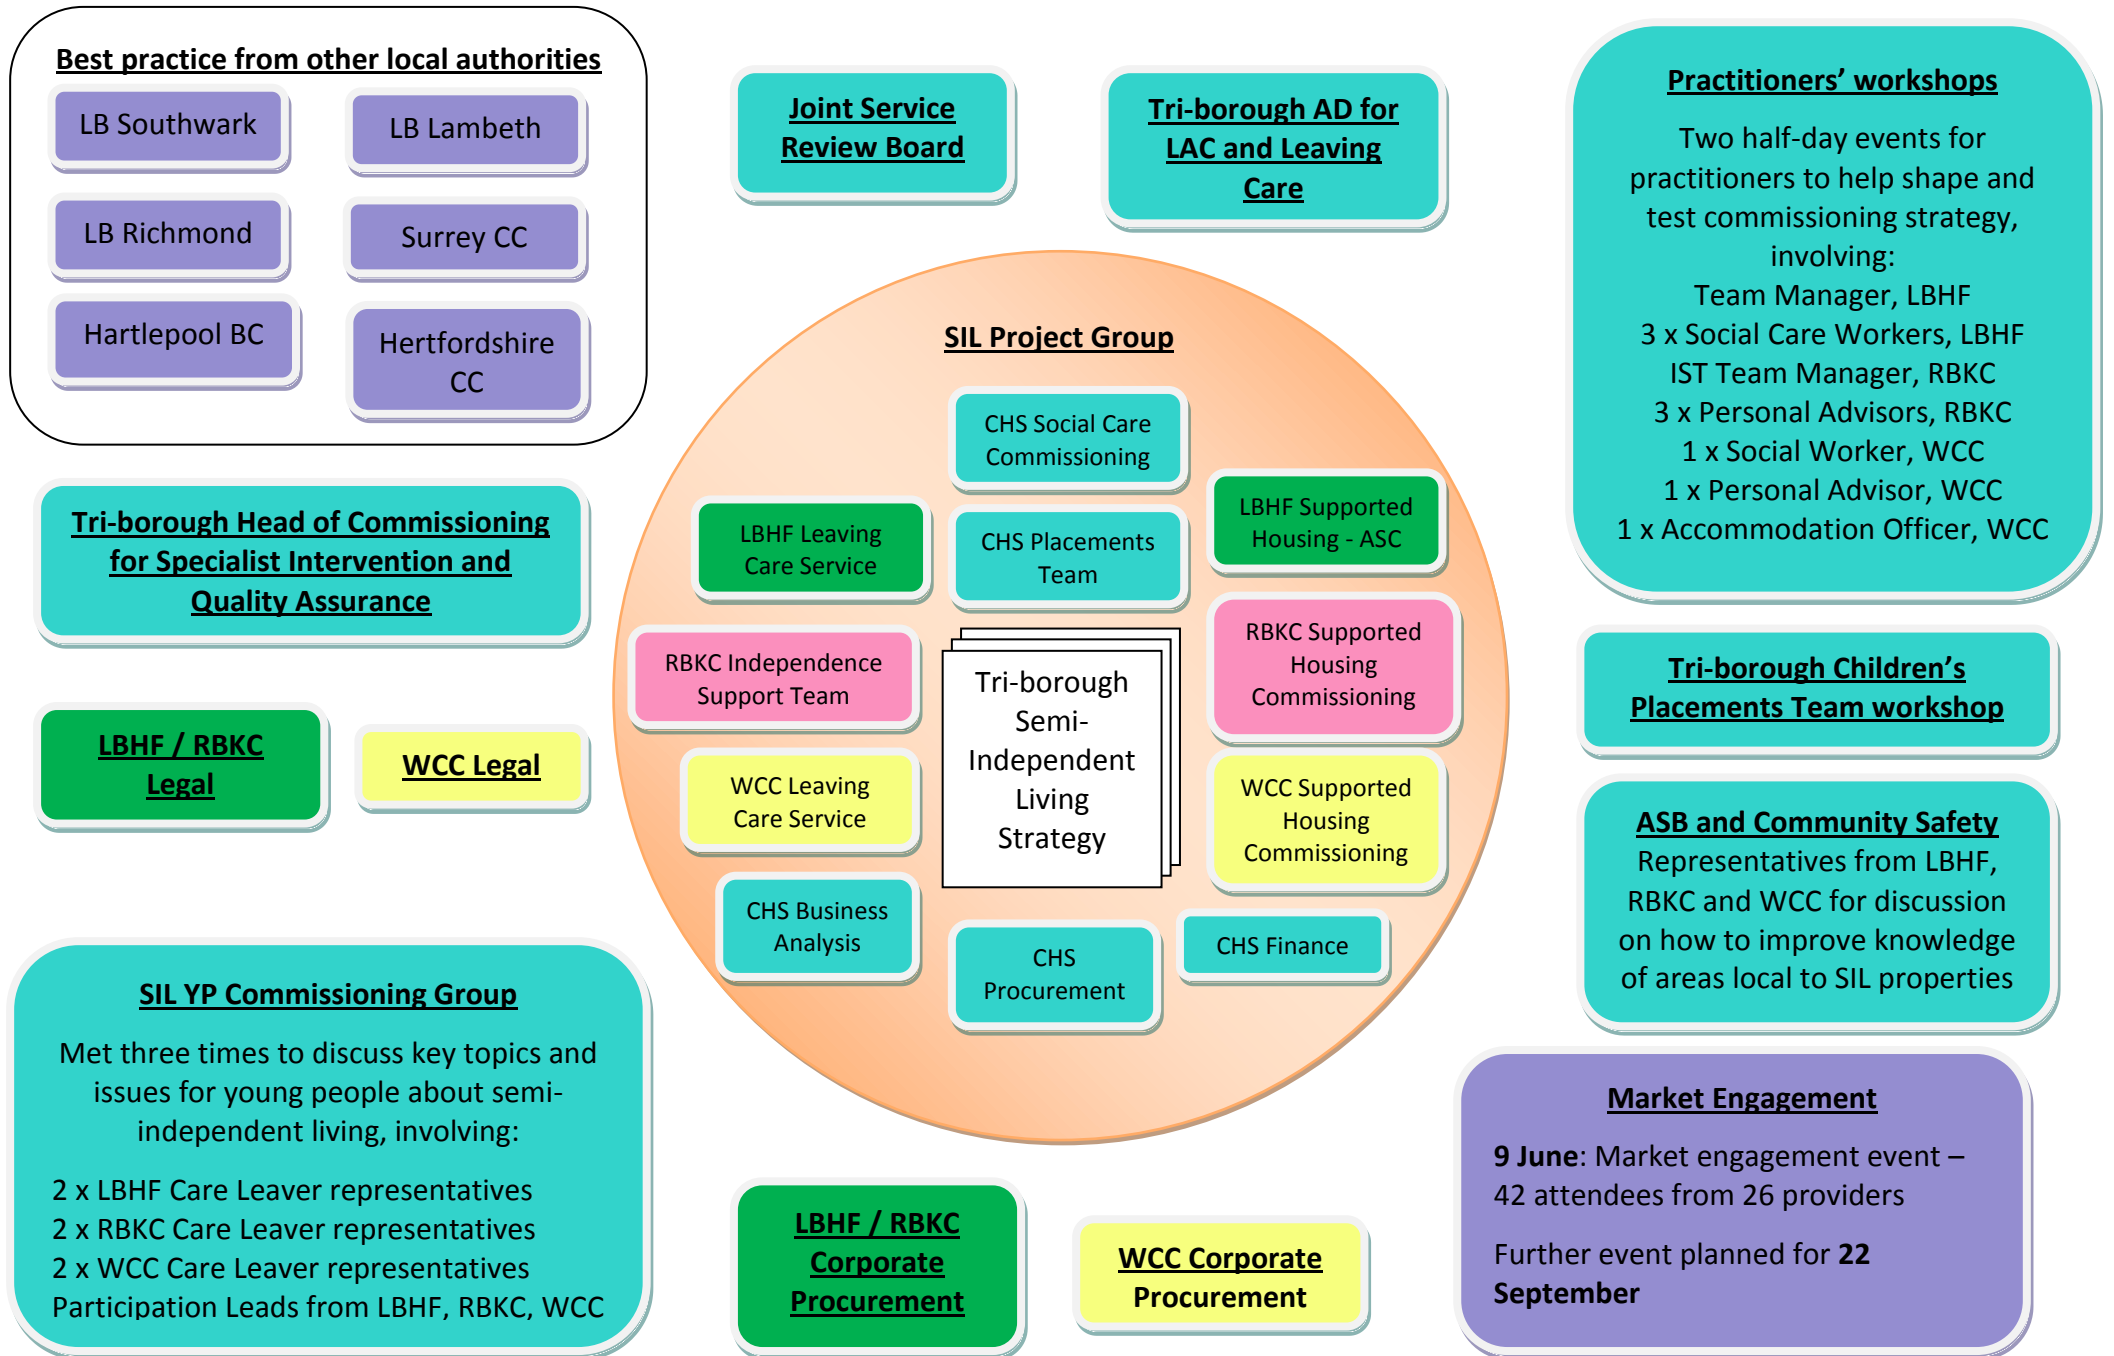 Best practice from other local authorities
LB Southwark
LB Lambeth
LB Richmond
Surrey CC
Hartlepool BC
Hertfordshire
CC
Joint Service
Review Board
Tri-borough AD for
LAC and Leaving
Care
Practitioners’ workshops
Two half-day events for
practitioners to help shape and
test commissioning strategy,
involving:
Team Manager, LBHF
3 x Social Care Workers, LBHF
IST Team Manager, RBKC
3 x Personal Advisors, RBKC
1 x Social Worker, WCC
1 x Personal Advisor, WCC
1 x Accommodation Officer, WCC
Tri-borough Head of Commissioning
for Specialist Intervention and
Quality Assurance
LBHF / RBKC
Legal
WCC Legal
SIL Project Group
CHS Social Care
Commissioning
LBHF Leaving
Care Service
CHS Placements
Team
LBHF Supported
Housing - ASC
RBKC Independence
Support Team
Tri-borough
Semi-
Independent
Living
Strategy
RBKC Supported
Housing
Commissioning
WCC Leaving
Care Service
WCC Supported
Housing
Commissioning
CHS Business
Analysis
CHS
Procurement
CHS Finance
Tri-borough Children’s
Placements Team workshop
ASB and Community Safety
Representatives from LBHF,
RBKC and WCC for discussion
on how to improve knowledge
of areas local to SIL properties
SIL YP Commissioning Group
Met three times to discuss key topics and
issues for young people about semi-
independent living, involving:
2 x LBHF Care Leaver representatives
2 x RBKC Care Leaver representatives
2 x WCC Care Leaver representatives
Participation Leads from LBHF, RBKC, WCC
LBHF / RBKC
Corporate
Procurement
WCC Corporate
Procurement
Market Engagement
9 June: Market engagement event –
42 attendees from 26 providers
Further event planned for 22
September